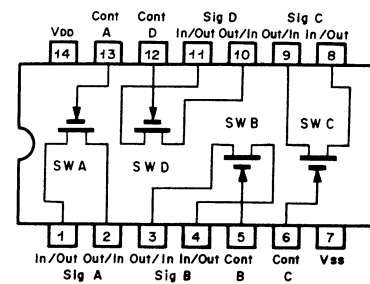 Cont Cont Sig D Sig C
VDD A D In/Out Out/In Out/In In/Out
14 13 12 11 10 9 8
SW B SW C
SW A SW D
1 2 3 4 5 6 7
In/Out Out/In Out/In In/Out Cont Cont Vss
Sig A Sig B B C